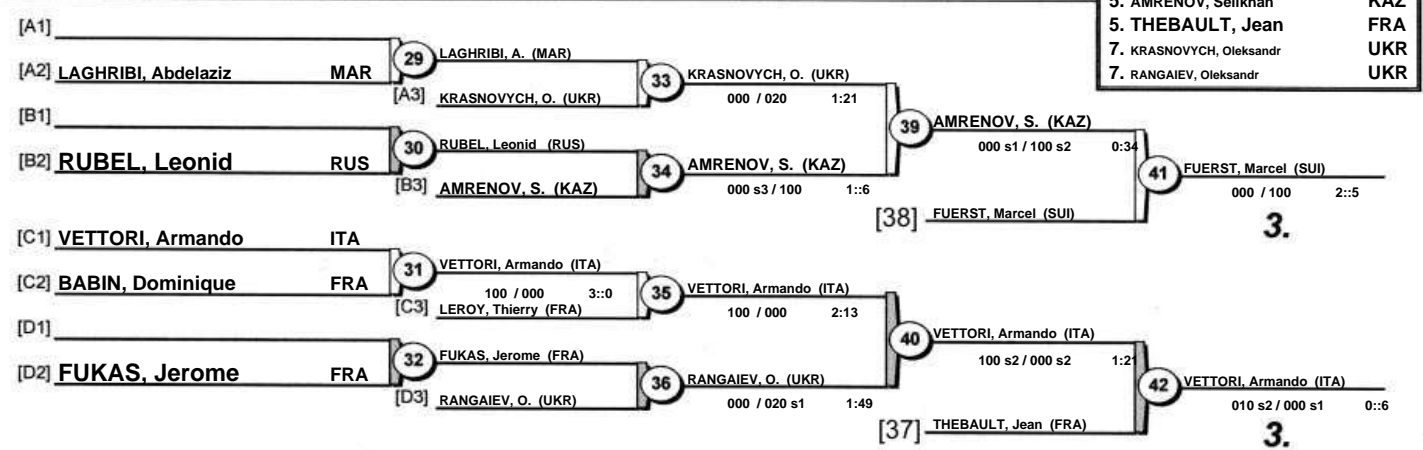 5. AMRENOV, Serikhan KAZ
5. THEBAULT, Jean FRA
7. KRASNOVYCH, Oleksandr UKR
7. RANGAIEV, Oleksandr UKR
[A1]
[A2] LAGHRIBI, Abdelaziz MAR
29
LAGHRIBI, A. (MAR)
[A3] KRASNOVYCH, O. (UKR)
33
KRASNOVYCH, O. (UKR)
000 / 020 1:21
[B1]
[B2] RUBEL, Leonid RUS
30
RUBEL, Leonid (RUS)
[B3] AMRENOV, S. (KAZ)
34
AMRENOV, S. (KAZ)
000 s3 / 100 1::6
39
AMRENOV, S. (KAZ)
000 s1 / 100 s2 0:34
[38] FUERST, Marcel (SUI)
41
FUERST, Marcel (SUI)
000 / 100 2::5
3.
[C1] VETTORI, Armando ITA
[C2] BABIN, Dominique FRA
31
VETTORI, Armando (ITA)
100 / 000 3::0
[C3] LEROY, Thierry (FRA)
35
VETTORI, Armando (ITA)
100 / 000 2:13
[D1]
[D2] FUKAS, Jerome FRA
32
FUKAS, Jerome (FRA)
[D3] RANGAIEV, O. (UKR)
36
RANGAIEV, O. (UKR)
000 / 020 s1 1:49
40
VETTORI, Armando (ITA)
100 s2 / 000 s2 1:21
[37] THEBAULT, Jean (FRA)
42
VETTORI, Armando (ITA)
010 s2 / 000 s1 0::6
3.